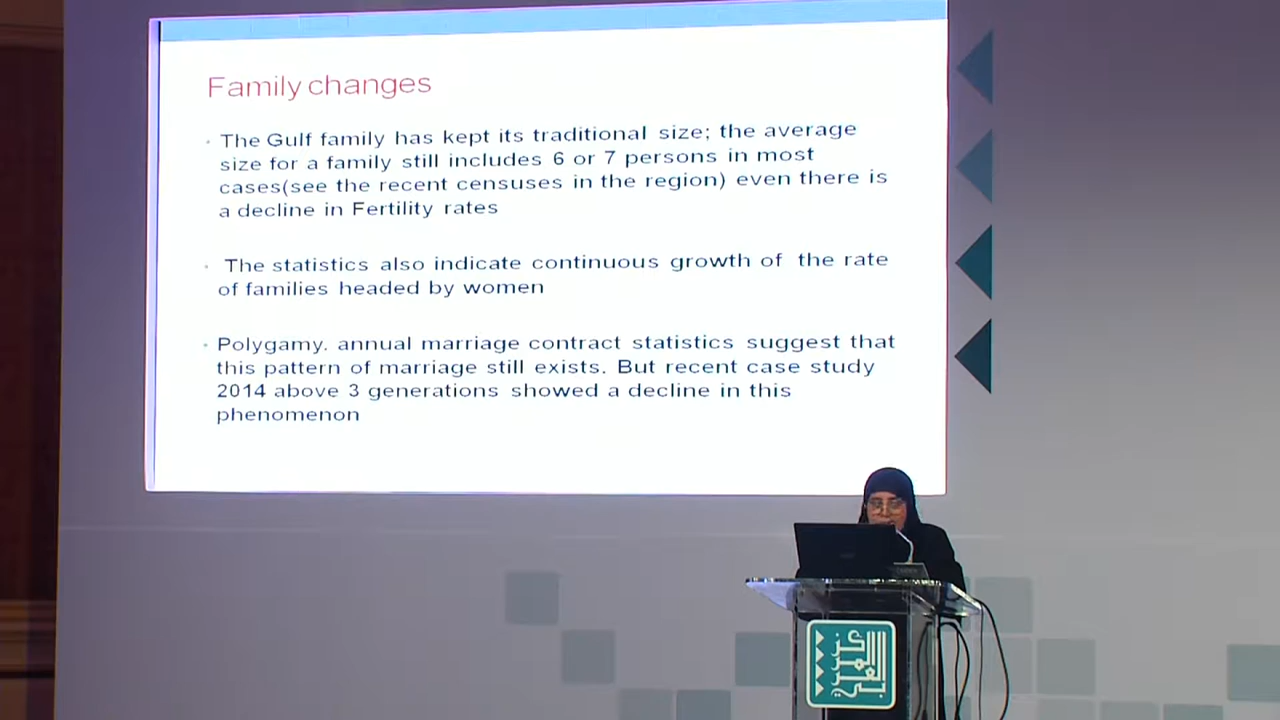 Family changes
The Gulf family has kept its traditional size; the average
size for a family still includes 6 or 7 persons in most
cases(see the recent censuses in the region) even there is
a decline in Fertility rates
The statistics also indicate continuous growth of the rate
of families headed by women
Polygamy. annual marriage contract statistics suggest that
this pattern of marriage still exists. But recent case study
2014 above 3 generations showed a decline in this
phenomenon